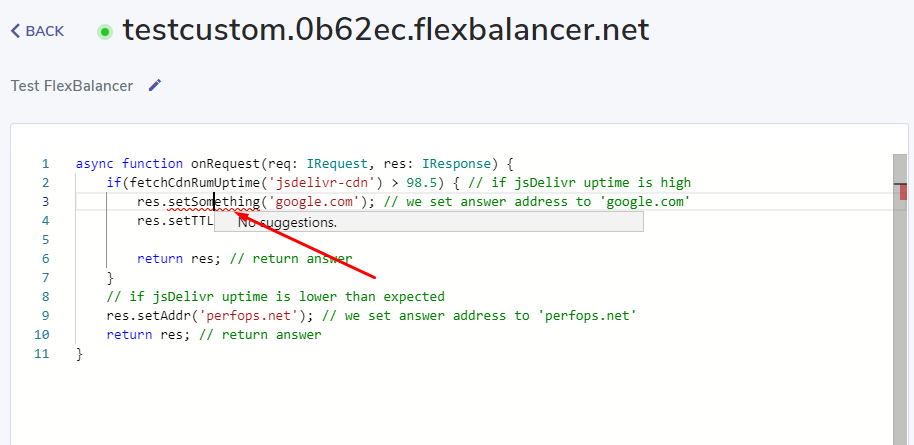 BACK
testcustom.0b62ec.flexbalancer.net
Test FlexBalancer
1 async function onRequest(req: IRequest, res: IResponse) {
2 if(fetchCdnRumUptime('jsdelivr-cdn') > 98.5) { // if jsDelivr uptime is high
3 res.setSomething('google.com'); // we set answer address to 'google.com'
4 res.setTTL
No suggestions.
5
6 return res; // return answer
7 }
8 // if jsDelivr uptime is lower than expected
9 res.setAddr('perfops.net'); // we set answer address to 'perfops.net'
10 return res; // return answer
11 }